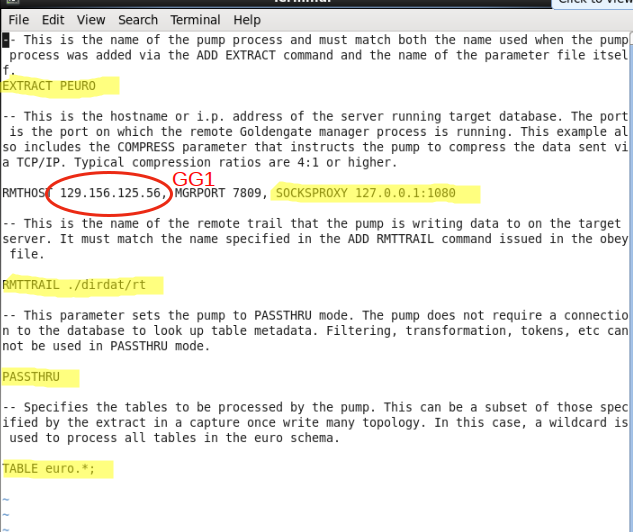 Terminal
Click to view
File Edit View Search Terminal Help
-- This is the name of the pump process and must match both the name used when the pump
 process was added via the ADD EXTRACT command and the name of the parameter file itsel
f.
EXTRACT PEURO
-- This is the hostname or i.p. address of the server running target database. The port
 is the port on which the remote Goldengate manager process is running. This example al
so includes the COMPRESS parameter that instructs the pump to compress the data sent vi
a TCP/IP. Typical compression ratios are 4:1 or higher.
GG1
RMTHOST 129.156.125.56, MGRPORT 7809, SOCKSPROXY 127.0.0.1:1080
-- This is the name of the remote trail that the pump is writing data to on the target
server. It must match the name specified in the ADD RMTTRAIL command issued in the obey
 file.
RMTTRAIL ./dirdat/rt
-- This parameter sets the pump to PASSTHRU mode. The pump does not require a connectio
n to the database to look up table metadata. Filtering, transformation, tokens, etc can
not be used in PASSTHRU mode.
PASSTHRU
-- Specifies the tables to be processed by the pump. This can be a subset of those spec
ified by the extract in a capture once write many topology. In this case, a wildcard is
 used to process all tables in the euro schema.
TABLE euro.*;
~
~
~